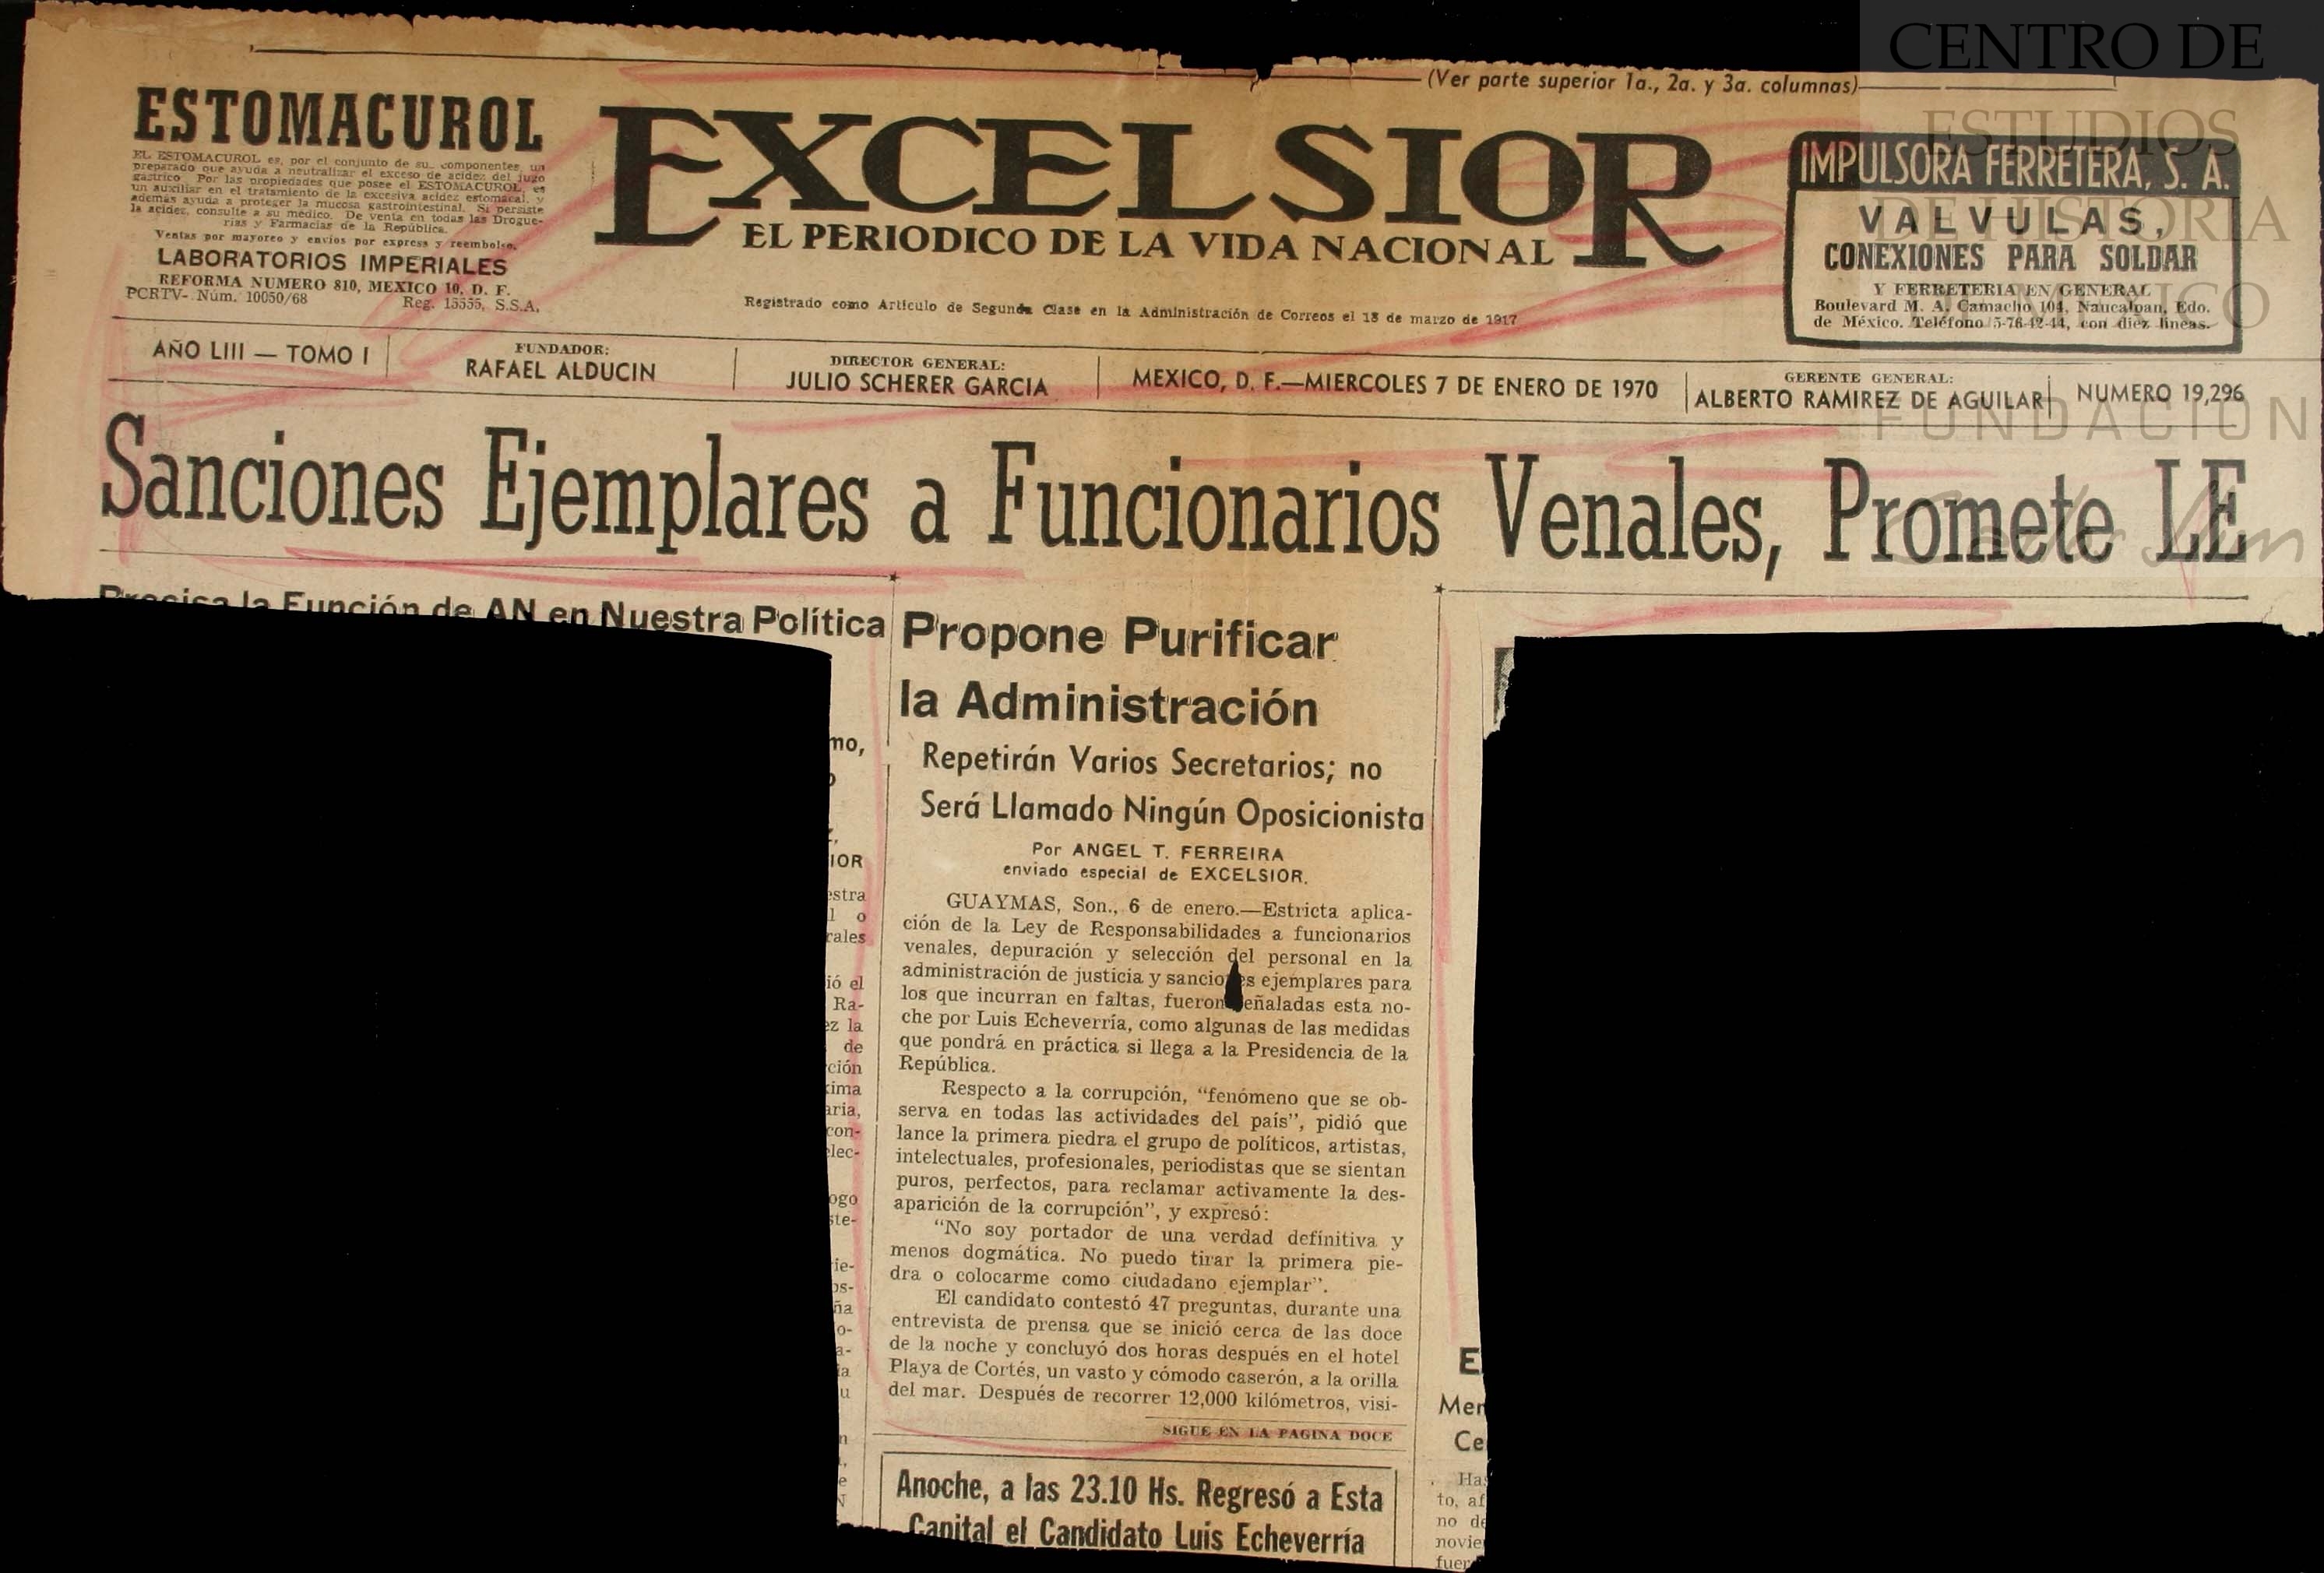 (Ver parte superior 1a., 2a. y 3a. columnas)
ESTOMACUROL
EL ESTOMACUROL es, por el conjunto de su. componentes, un
preparado que ayuda a neutralizar el exceso de acidez del jugo
gástrico Por las propiedades que posee el ESTOMACUROL, es
un auxiliar en el tratamiento de la excesiva acidez estomacal, y
además ayuda a proteger la mucosa gastrointestinal. Si persiste
la acidez, consulte a su médico. De venta en todas las Drogue-
rías y Farmacias de la República.
Ventas por mayoreo y envíos por express y reembolso.
LABORATORIOS IMPERIALES
REFORMA NUMERO 810, MEXICO 10, D. F.
PCRTV- Núm. 10050/68 Reg. 15555, S.S.A.
EXCELSIOR
EL PERIODICO DE LA VIDA NACIONAL
Registrado como Artículo de Segunda Clase en la Administración de Correos el 18 de marzo de 1917
IMPULSORA FERRETERA, S. A.
VALVULAS,
CONEXIONES PARA SOLDAR
Y FERRETERIA EN GENERAL
Boulevard M. A. Camacho 104, Naucalpan, Edo.
de México. Teléfono 5-76-42-44, con diez líneas.
CENTRO DE
ESTUDIOS
DE HISTORIA
DE MÉXICO
FUNDACIÓN
AÑO LIII — TOMO I
FUNDADOR:
RAFAEL ALDUCIN
DIRECTOR GENERAL:
JULIO SCHERER GARCIA
MEXICO, D. F.—MIERCOLES 7 DE ENERO DE 1970
GERENTE GENERAL:
ALBERTO RAMIREZ DE AGUILAR
NUMERO 19,296
Sanciones Ejemplares a Funcionarios Venales, Promete LE
Precisa la Función de AN en Nuestra Política
Propone Purificar
la Administración
Repetirán Varios Secretarios; no
Será Llamado Ningún Oposicionista
Por ANGEL T. FERREIRA
enviado especial de EXCELSIOR.
GUAYMAS, Son., 6 de enero.—Estricta aplica-
ción de la Ley de Responsabilidades a funcionarios
venales, depuración y selección del personal en la
administración de justicia y sanciones ejemplares para
los que incurran en faltas, fueron señaladas esta no-
che por Luis Echeverría, como algunas de las medidas
que pondrá en práctica si llega a la Presidencia de la
República.
Respecto a la corrupción, “fenómeno que se ob-
serva en todas las actividades del país”, pidió que
lance la primera piedra el grupo de políticos, artistas,
intelectuales, profesionales, periodistas que se sientan
puros, perfectos, para reclamar activamente la des-
aparición de la corrupción”, y expresó:
“No soy portador de una verdad definitiva y
menos dogmática. No puedo tirar la primera pie-
dra o colocarme como ciudadano ejemplar”.
El candidato contestó 47 preguntas, durante una
entrevista de prensa que se inició cerca de las doce
de la noche y concluyó dos horas después en el hotel
Playa de Cortés, un vasto y cómodo caserón, a la orilla
del mar. Después de recorrer 12,000 kilómetros, visi-
SIGUE EN LA PAGINA DOCE
Anoche, a las 23.10 Hs. Regresó a Esta
Capital el Candidato Luis Echeverría